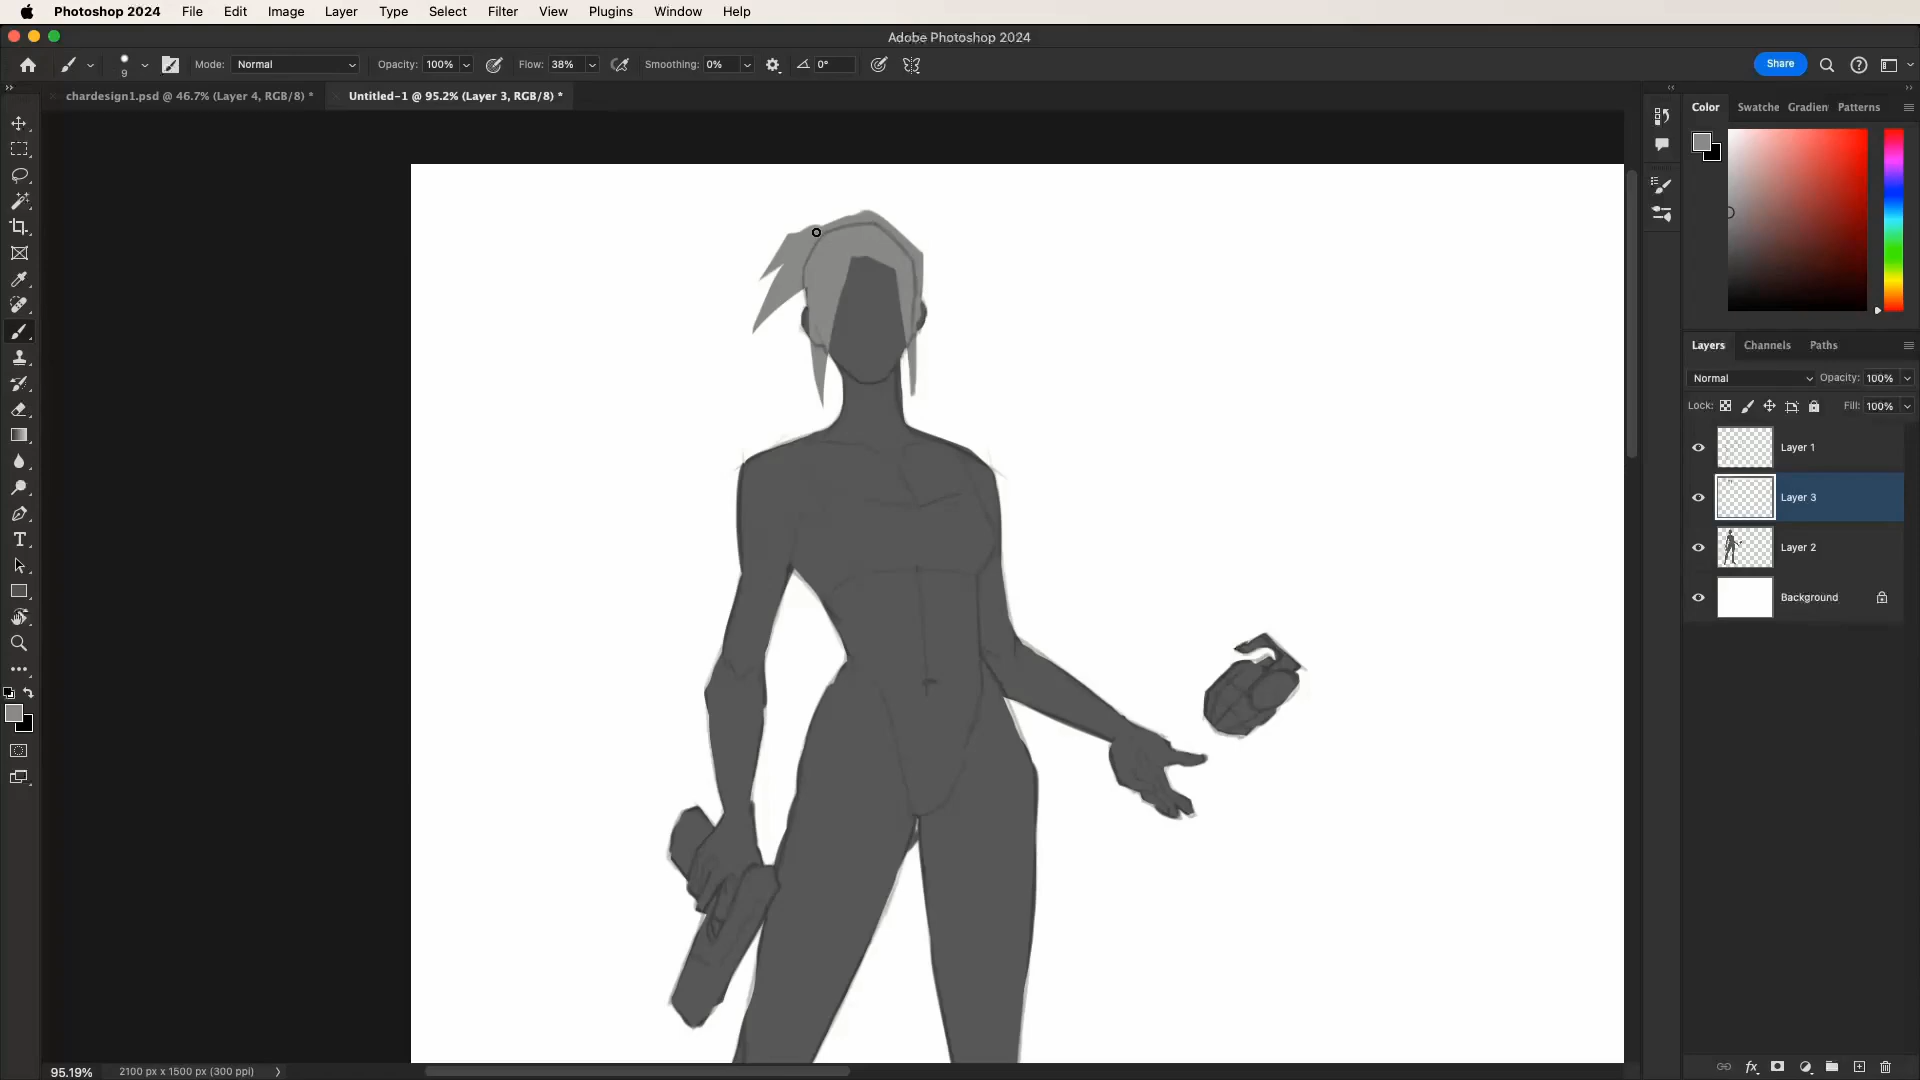 Photoshop 2024 File Edit Image Layer Type Select Filter View Plugins Window Help
Adobe Photoshop 2024
9 Mode: Normal Opacity: 100% Flow: 38% Smoothing: 0% 0° Share
chardesign1.psd @ 46.7% (Layer 4, RGB/8) * Untitled-1 @ 95.2% (Layer 3, RGB/8) *
Color Swatche Gradien Patterns
Layers Channels Paths
Normal Opacity: 100%
Lock: Fill: 100%
Layer 1
Layer 3
Layer 2
Background
95.19% 2100 px x 1500 px (300 ppi)